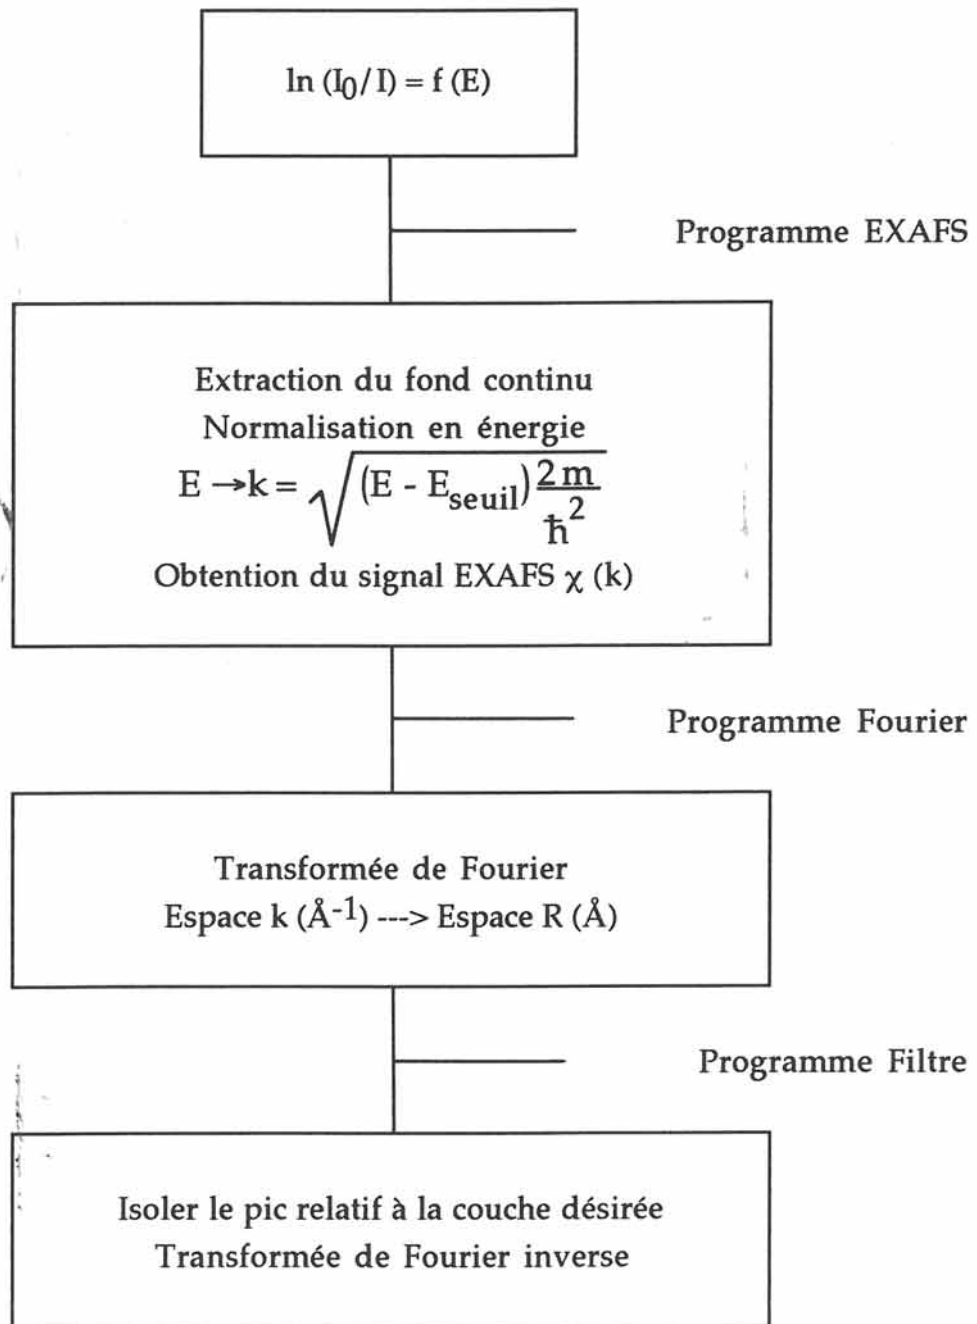 ln (I0/I) = f (E)
Programme EXAFS
Extraction du fond continu
Normalisation en énergie
E →k = √(E - Eseuil) 2m/ħ²
Obtention du signal EXAFS χ (k)
Programme Fourier
Transformée de Fourier
Espace k (Å-1) ---> Espace R (Å)
Programme Filtre
Isoler le pic relatif à la couche désirée
Transformée de Fourier inverse